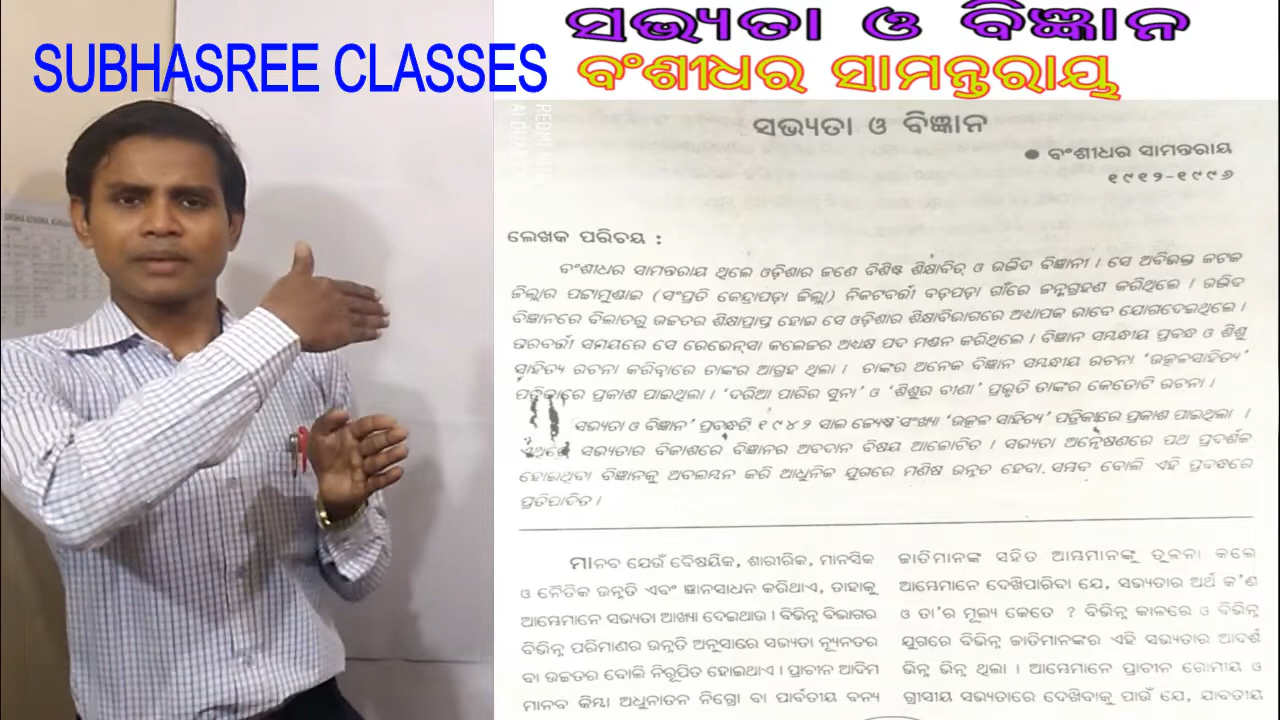 SUBHASREE CLASSES
ସଭ୍ୟତା ଓ ବିଜ୍ଞାନ
ବଂଶୀଧର ସାମନ୍ତରାୟ
ସଭ୍ୟତା ଓ ବିଜ୍ଞାନ
● ବଂଶୀଧର ସାମନ୍ତରାୟ
୧୯୧୨-୧୯୯୬
ଲେଖକ ପରିଚୟ :
ବଂଶୀଧର ସାମନ୍ତରାୟ ଥିଲେ ଓଡ଼ିଶାର ଜଣେ ବିଶିଷ୍ଟ ଶିକ୍ଷାବିତ୍ ଓ ଉଦ୍ଭିଦ ବିଜ୍ଞାନୀ । ସେ ଅବିଭକ୍ତ କଟକ
ଜିଲ୍ଲାର ପଟ୍ଟାମୁଣ୍ଡାଇ (ସଂପ୍ରତି କେନ୍ଦ୍ରାପଡ଼ା ଜିଲ୍ଲା) ନିକଟବର୍ତ୍ତୀ ବଡ଼ପଡ଼ା ଗାଁରେ ଜନ୍ମଗ୍ରହଣ କରିଥିଲେ । ଉଦ୍ଭିଦ
ବିଜ୍ଞାନରେ ବିଲାତରୁ ଉଚ୍ଚତର ଶିକ୍ଷାପ୍ରାପ୍ତ ହୋଇ ସେ ଓଡ଼ିଶାର ଶିକ୍ଷାବିଭାଗରେ ଅଧ୍ୟାପକ ଭାବେ ଯୋଗଦେଇଥିଲେ ।
ପରବର୍ତ୍ତୀ ସମୟରେ ସେ ରେଭେନ୍‌ସା କଲେଜର ଅଧ୍ୟକ୍ଷ ପଦ ମଣ୍ଡନ କରିଥିଲେ । ବିଜ୍ଞାନ ସମ୍ବନ୍ଧୀୟ ପ୍ରବନ୍ଧ ଓ ଶିଶୁ
ସାହିତ୍ୟ ରଚନା କରିବାରେ ତାଙ୍କର ଆଗ୍ରହ ଥିଲା । ତାଙ୍କର ଅନେକ ବିଜ୍ଞାନ ସମ୍ବନ୍ଧୀୟ ରଚନା ‘ଉତ୍କଳସାହିତ୍ୟ’
ପତ୍ରିକାରେ ପ୍ରକାଶ ପାଇଥିଲା । ‘ଦରିଆ ପାରିର ସୁନା’ ଓ ‘ଶିଶୁର ବୀଣା’ ପ୍ରଭୃତି ତାଙ୍କର କେତୋଟି ରଚନା ।
ସଭ୍ୟତା ଓ ବିଜ୍ଞାନ’ ପ୍ରବନ୍ଧଟି ୧୯୪୨ ସାଲ ଜ୍ୟେଷ୍ଠ ସଂଖ୍ୟା ‘ଉତ୍କଳ ସାହିତ୍ୟ’ ପତ୍ରିକାରେ ପ୍ରକାଶ ପାଇଥିଲା ।
ସଭ୍ୟତାର ବିକାଶରେ ବିଜ୍ଞାନର ଅବଦାନ ବିଷୟ ଆଲୋଚିତ । ସଭ୍ୟତା ଅନ୍ବେଷଣରେ ପଥ ପ୍ରଦର୍ଶକ
ହୋଇଥିବା ବିଜ୍ଞାନକୁ ଅବଲମ୍ବନ କରି ଆଧୁନିକ ଯୁଗରେ ମଣିଷ ଉନ୍ନତ ହେବା ସମ୍ଭବ ବୋଲି ଏହି ପ୍ରବନ୍ଧରେ
ପ୍ରତିପାଦିତ ।
ମାନବ ଯେଉଁ ବୈଷୟିକ, ଶାରୀରିକ, ମାନସିକ
ଓ ନୈତିକ ଉନ୍ନତି ଏବଂ ଜ୍ଞାନସାଧନ କରିଥାଏ, ତାହାକୁ
ଆମ୍ଭେମାନେ ସଭ୍ୟତା ଆଖ୍ୟା ଦେଇଥାଉ । ବିଭିନ୍ନ ବିଭାଗର
ବିଭିନ୍ନ ପରିମାଣର ଉନ୍ନତି ଅନୁସାରେ ସଭ୍ୟତା ନ୍ୟୂନତର
ବା ଉଚ୍ଚତର ବୋଲି ନିରୂପିତ ହୋଇଥାଏ । ପ୍ରାଚୀନ ଆଦିମ
ମାନବ କିମ୍ବା ଅଧୁନାତନ ନିଗ୍ରୋ ବା ପାର୍ବତୀୟ ବନ୍ୟ
ଜାତିମାନଙ୍କ ସହିତ ଆମ୍ଭମାନଙ୍କୁ ତୁଳନା କଲେ
ଆମ୍ଭେମାନେ ଦେଖିପାରିବା ଯେ, ସଭ୍ୟତାର ଅର୍ଥ କ'ଣ
ଓ ତା'ର ମୂଲ୍ୟ କେତେ ? ବିଭିନ୍ନ କାଳରେ ଓ ବିଭିନ୍ନ
ଯୁଗରେ ବିଭିନ୍ନ ଜାତିମାନଙ୍କର ଏହି ସଭ୍ୟତାର ଆଦର୍ଶ
ଭିନ୍ନ ଭିନ୍ନ ଥିଲା । ଆମ୍ଭେମାନେ ପ୍ରାଚୀନ ରୋମୀୟ ଓ
ଗ୍ରୀସୀୟ ସଭ୍ୟତାରେ ଦେଖିବାକୁ ପାଉଁ ଯେ, ଯାବତୀୟ